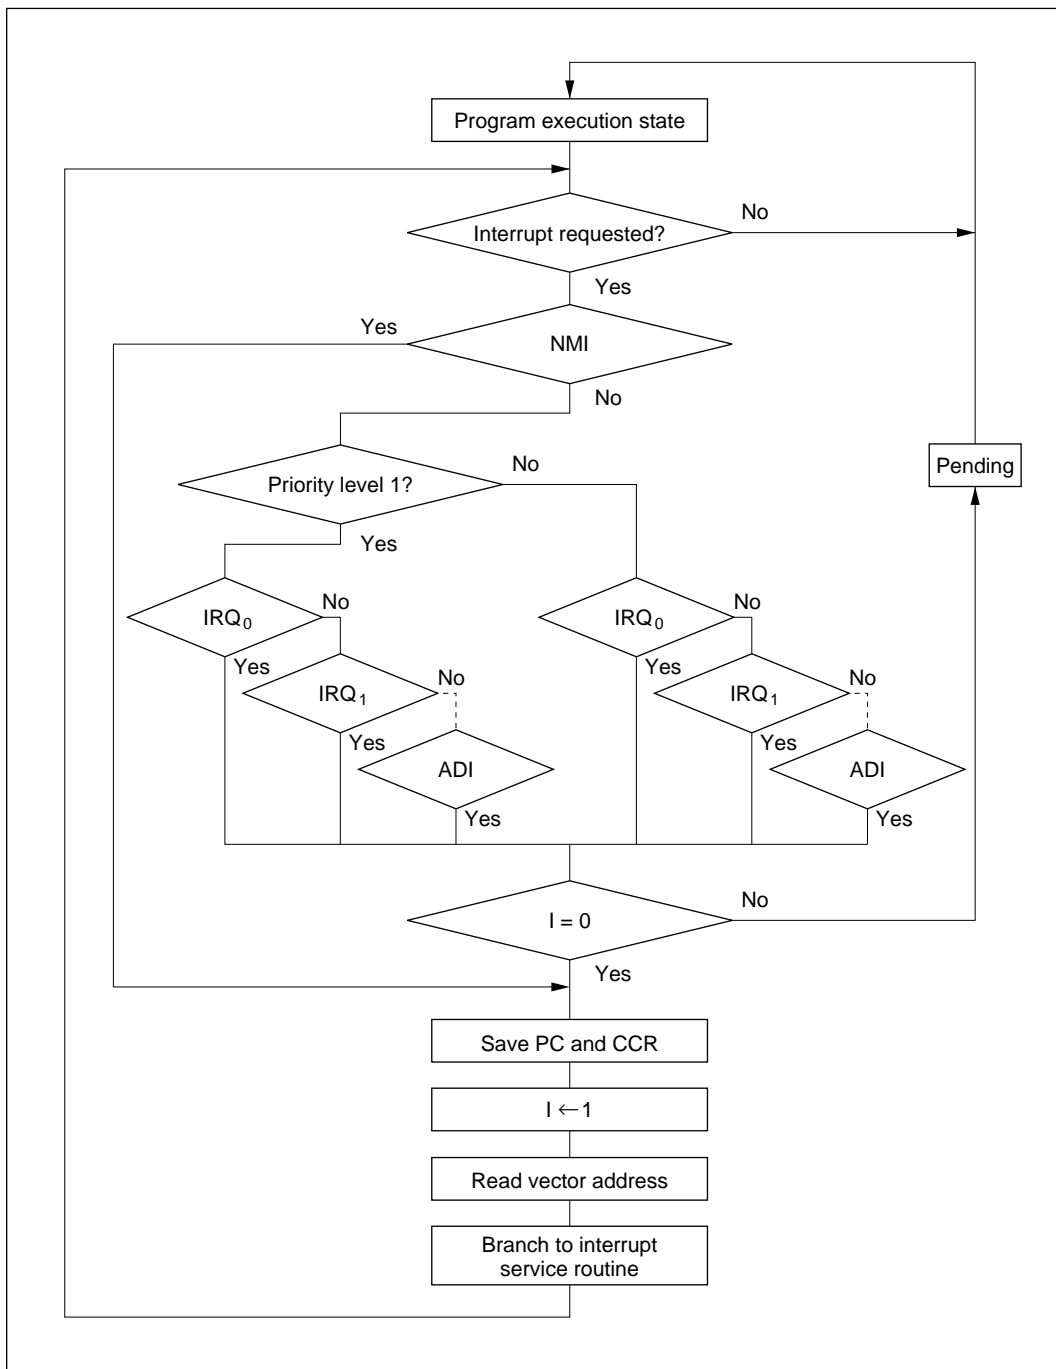 Program execution state
No
Interrupt requested?
Yes
Yes
NMI
No
No
Priority level 1?
Pending
Yes
No
No
IRQ0
IRQ0
Yes
No
Yes
No
IRQ1
IRQ1
Yes
Yes
ADI
ADI
Yes
Yes
No
I = 0
Yes
Save PC and CCR
I ← 1
Read vector address
Branch to interrupt
service routine